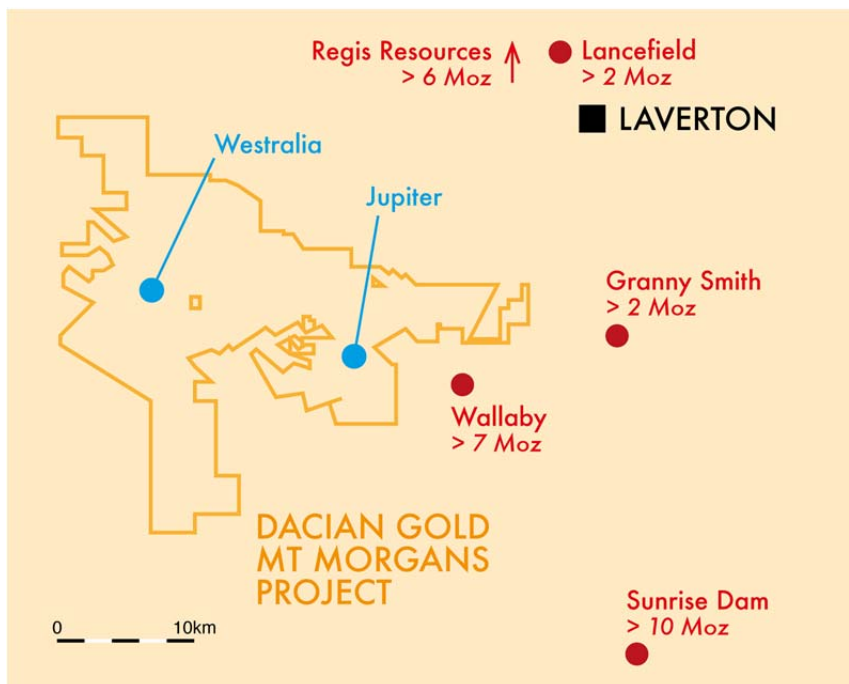 Regis Resources
> 6 Moz
Lancefield
> 2 Moz
LAVERTON
Westralia
Jupiter
Granny Smith
> 2 Moz
Wallaby
> 7 Moz
DACIAN GOLD
MT MORGANS
PROJECT
Sunrise Dam
> 10 Moz
0 10km